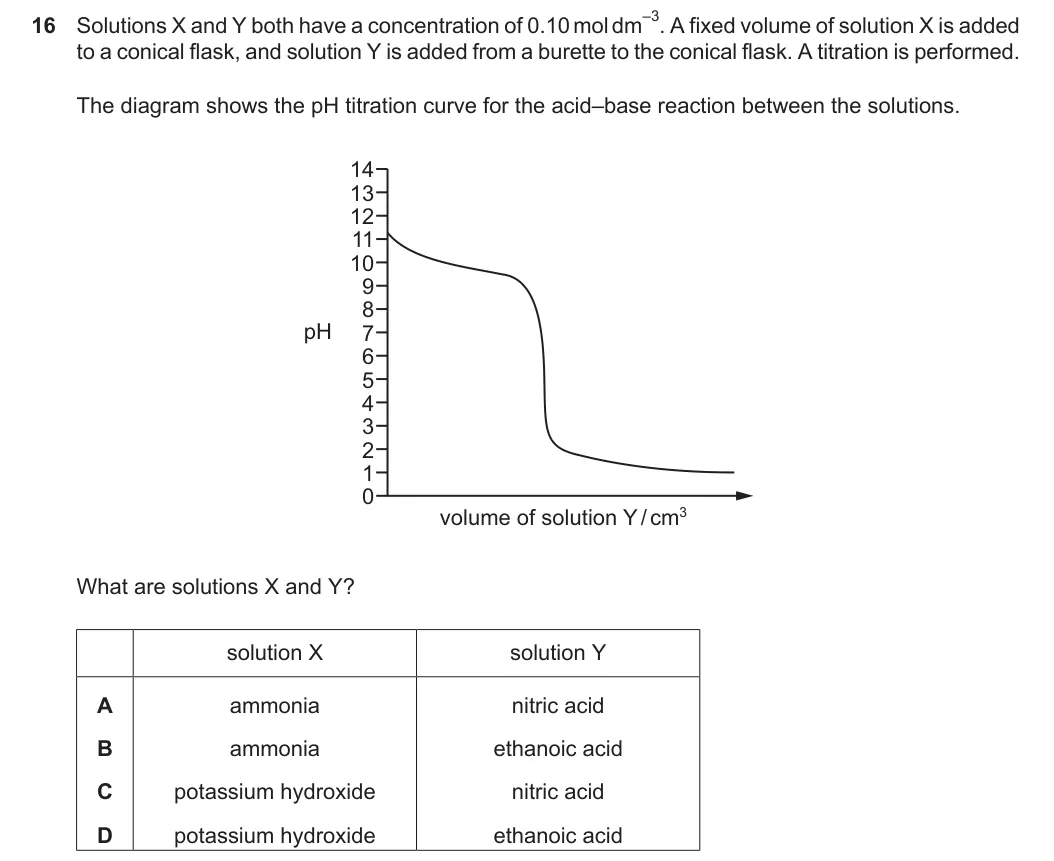 16 Solutions X and Y both have a concentration of 0.10 mol dm⁻³. A fixed volume of solution X is added
to a conical flask, and solution Y is added from a burette to the conical flask. A titration is performed.
The diagram shows the pH titration curve for the acid–base reaction between the solutions.
14
13
12
11
10
9
8
pH 7
6
5
4
3
2
1
0
volume of solution Y / cm³
What are solutions X and Y?
solution X solution Y
A ammonia nitric acid
B ammonia ethanoic acid
C potassium hydroxide nitric acid
D potassium hydroxide ethanoic acid